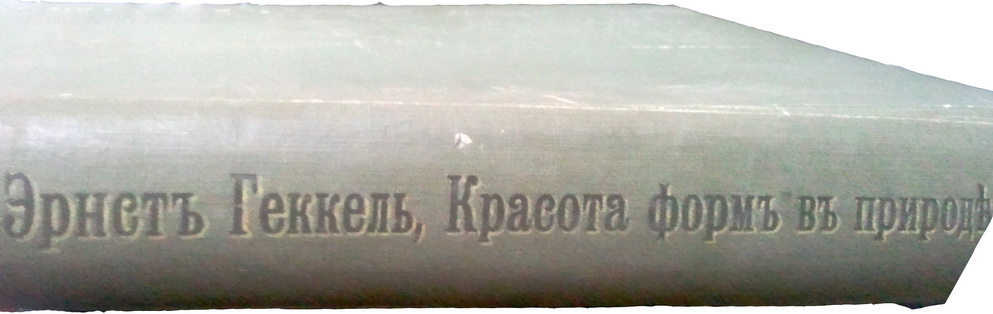 Эрнстъ Геккель, Красота формъ въ природѣ